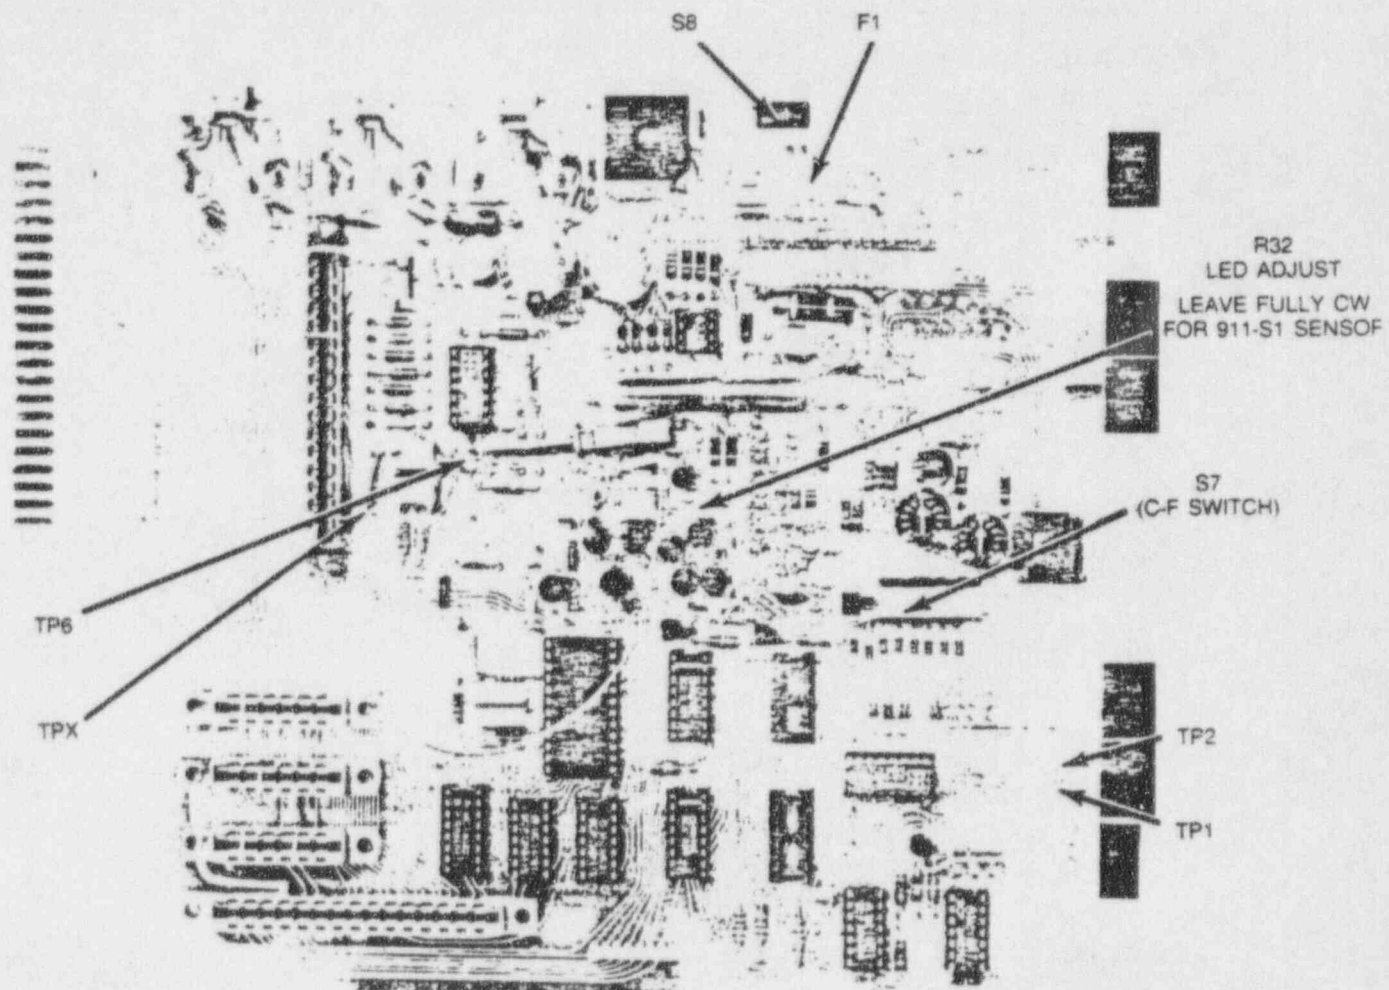 S8
F1
R32
LED ADJUST
LEAVE FULLY CW
FOR 911-S1 SENSOF
S7
(C-F SWITCH)
TP6
TPX
TP2
TP1